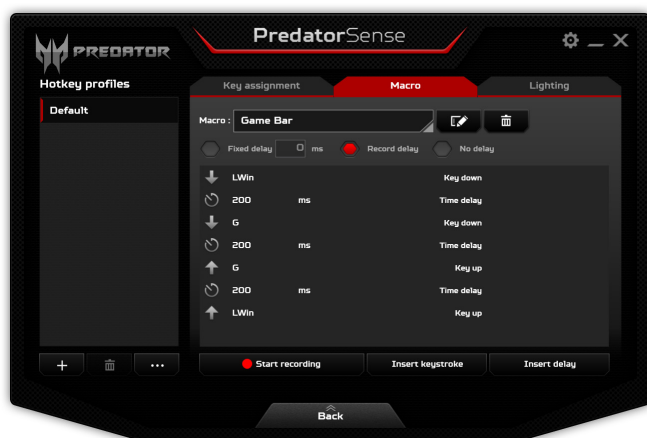 PREDATOR
PredatorSense
Hotkey profiles
Key assignment
Macro
Lighting
Default
Macro : Game Bar
Fixed delay 0 ms Record delay No delay
LWin Key down
200 ms Time delay
G Key down
200 ms Time delay
G Key up
200 ms Time delay
LWin Key up
Start recording
Insert keystroke
Insert delay
Back